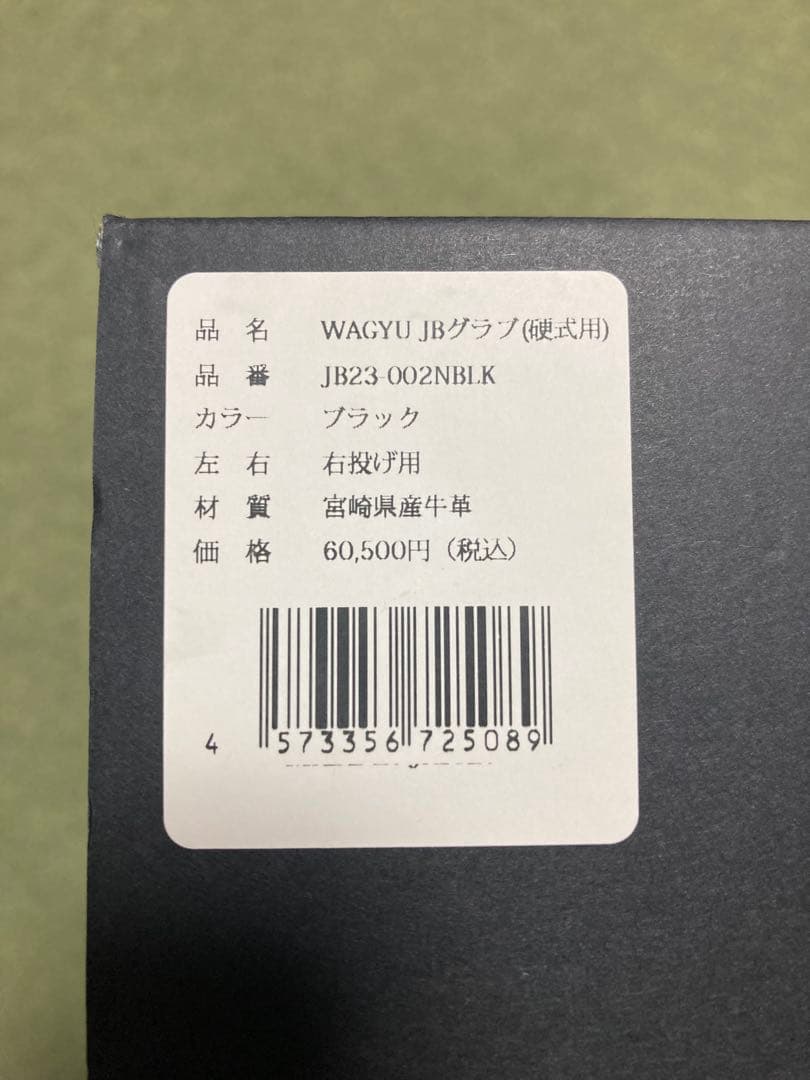 品名 WAGYU JBグラブ(硬式用)
品番 JB23-002NBLK
カラー ブラック
左右 右投げ用
材質 宮崎県産牛革
価格 60,500円（税込）
4 573356 725089